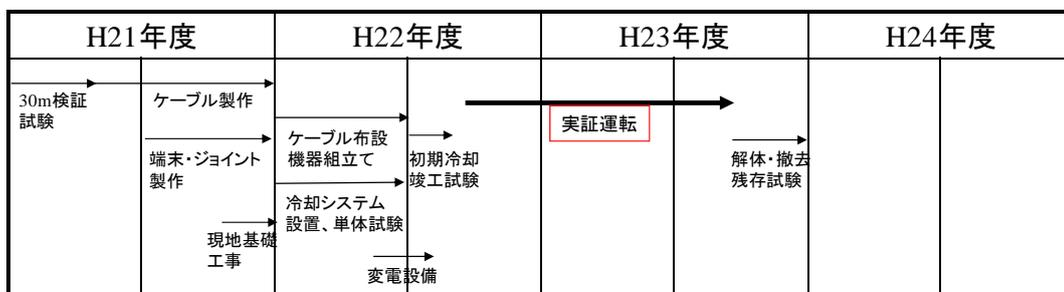 H21年度
H22年度
H23年度
H24年度
30m検証
試験
ケーブル製作
端末・ジョイント
製作
現地基礎
工事
ケーブル布設
機器組立て
冷却システム
設置、単体試験
変電設備
初期冷却
竣工試験
実証運転
解体・撤去
残存試験